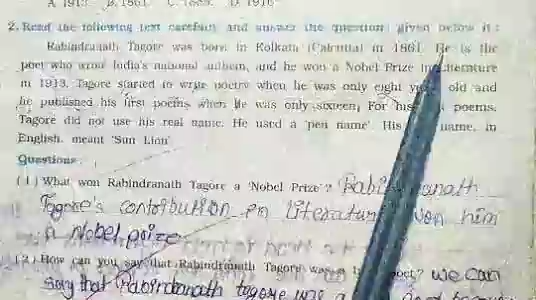 A 1913 B. 1861 C. D. 1916
2. Read the following text carefully and answer the question given below it :
Rabindranath Tagore was born in Kolkata (Calcutta) in 1861. He is the
poet who wrote India's national anthem, and he won a Nobel Prize in Literature
in 1913. Tagore started to write poetry when he was only eight old and
he published his first poems when he was only sixteen. For his poems,
Tagore did not use his real name. He used a 'pen name'. His name, in
English, meant 'Sun Lion'
Questions :
(1) What won Rabindranath Tagore a 'Nobel Prize'?
Tagore's contribution in literature won him
a Nobel prize
(2) How can you say that Rabindranath Tagore was a poet? we can
say that Rabindranath tagore was a